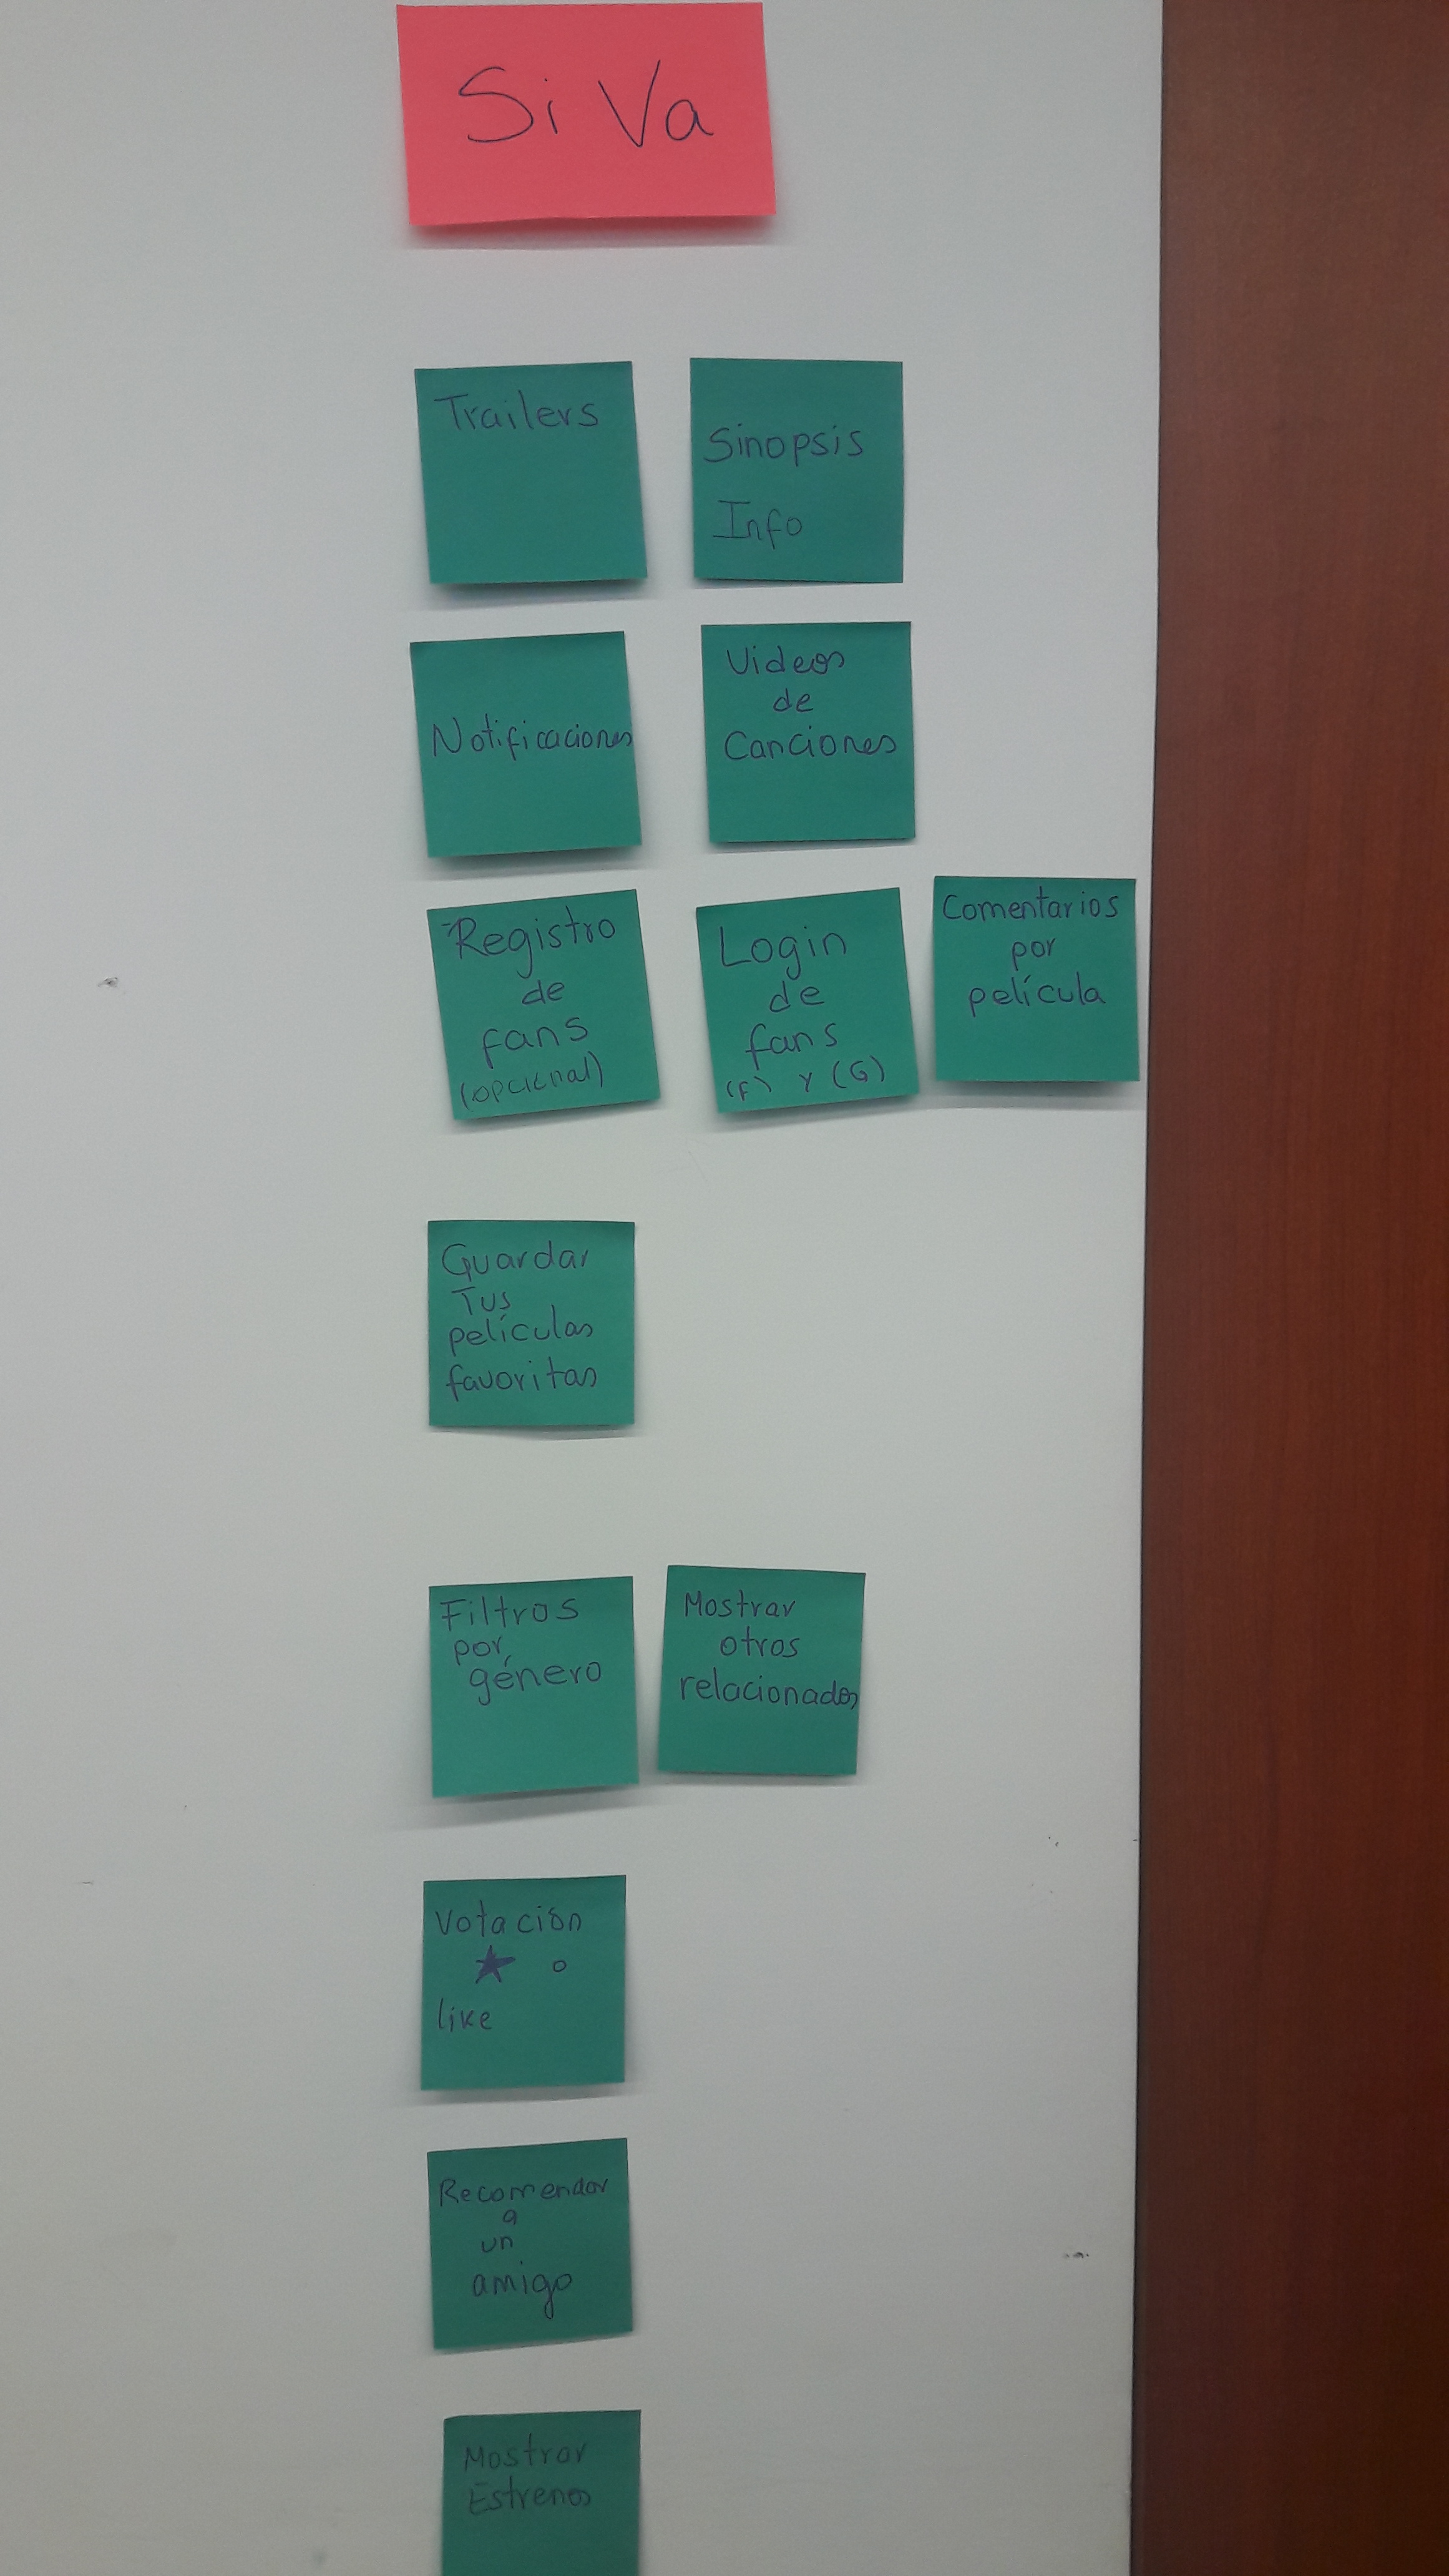 Si Va
Trailers
Sinopsis
Info
Notificaciones
Videos
de
Canciones
Registro
de
fans
(opcional)
Login
de
fans
(F) y (G)
Comentarios
por
película
Guardar
Tus
películas
favoritas
Filtros
por
género
Mostrar
otros
relacionados
Votación
★ o
like
Recomendar
a
un
amigo
Mostrar
Estrenos